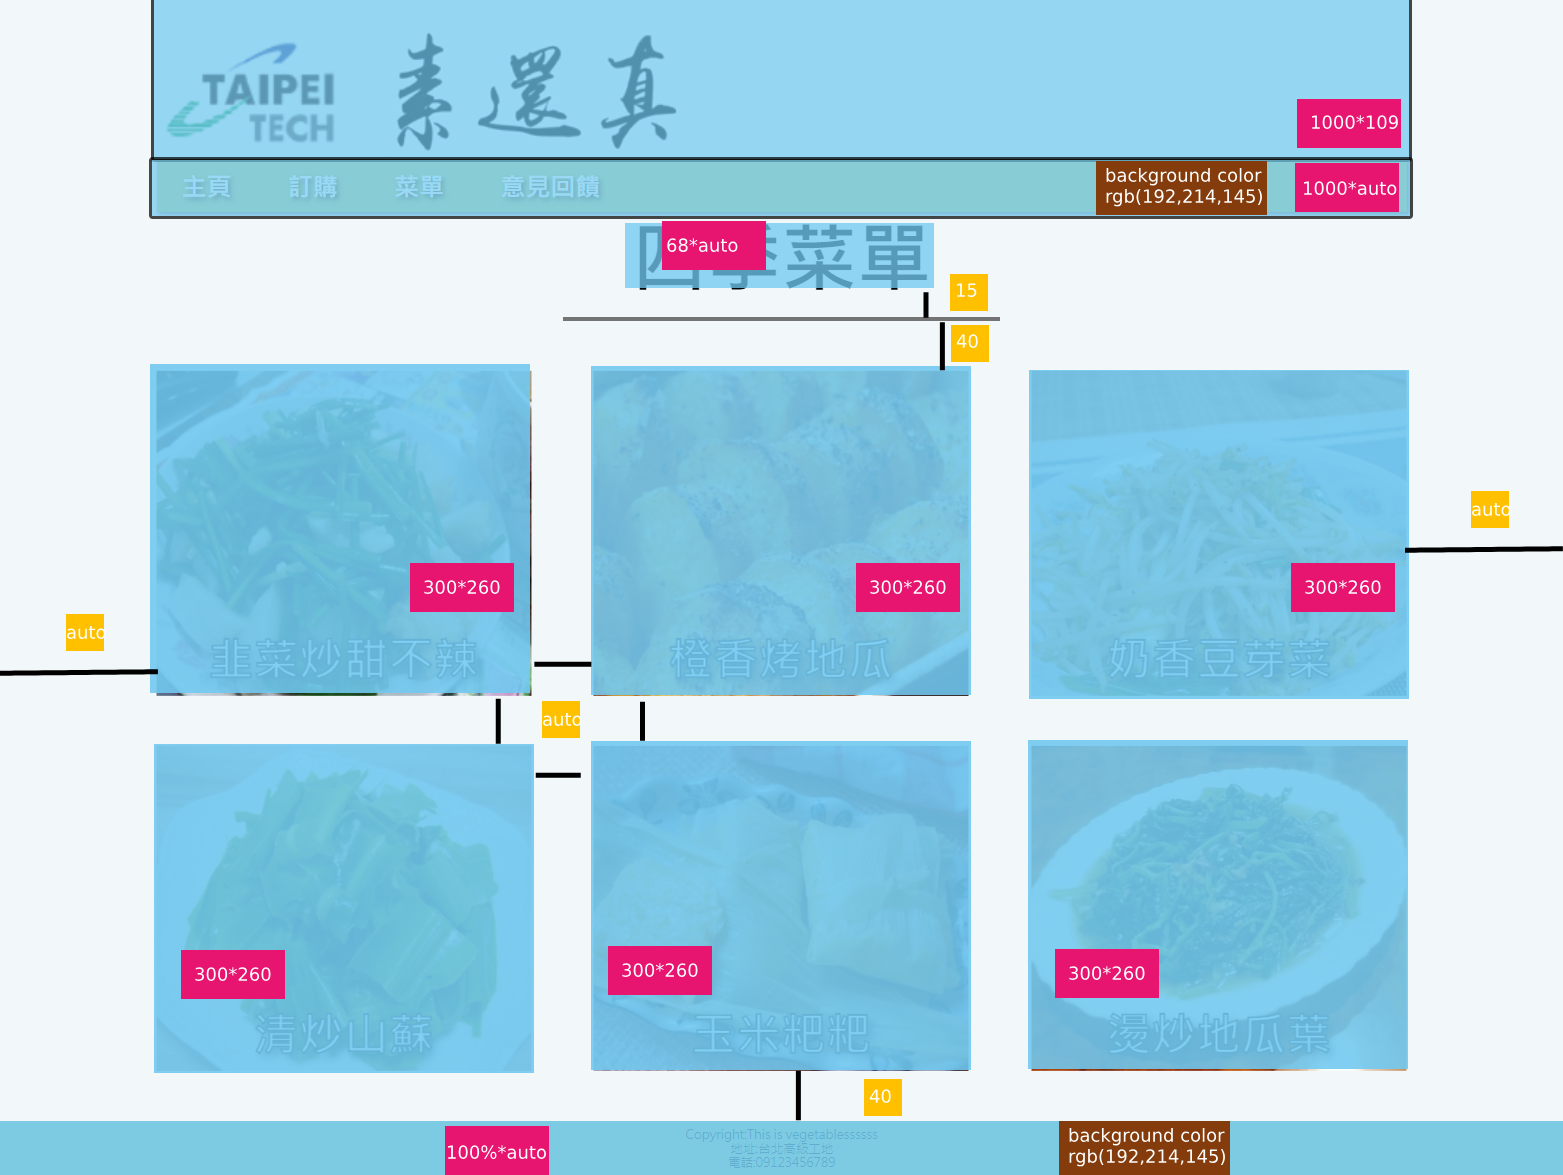 TAIPEI
TECH
素還真
1000*109
主頁 訂購 菜單 意見回饋
background color
rgb(192,214,145)
1000*auto
四季菜單
68*auto
15
40
auto
300*260
300*260
300*260
auto
韭菜炒甜不辣
橙香烤地瓜
奶香豆芽菜
auto
300*260
300*260
300*260
清炒山蘇
玉米粑粑
燙炒地瓜葉
40
100%*auto
Copyright:This is vegetablessssss
地址:台北高級工地
電話:09123456789
background color
rgb(192,214,145)